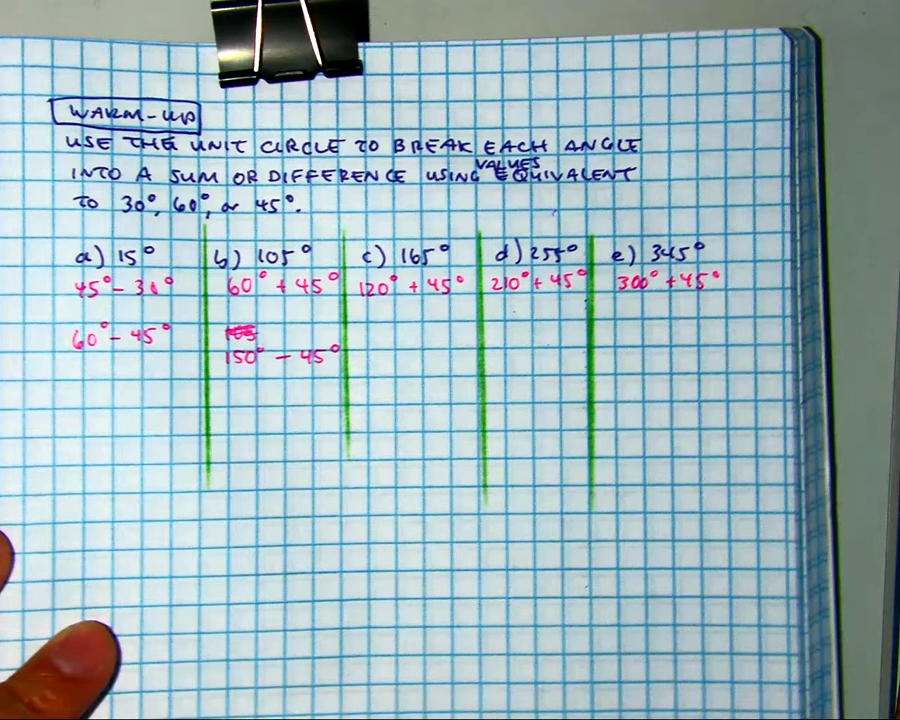 WARM-UP
USE THE UNIT CIRCLE TO BREAK EACH ANGLE
INTO A SUM OR DIFFERENCE USING VALUES EQUIVALENT
TO 30°, 60°, or 45°.
a) 15° b) 105° c) 165° d) 255° e) 345°
45° - 30° 60° + 45° 120° + 45° 210° + 45° 300° + 45°
60° - 45°
150° - 45°